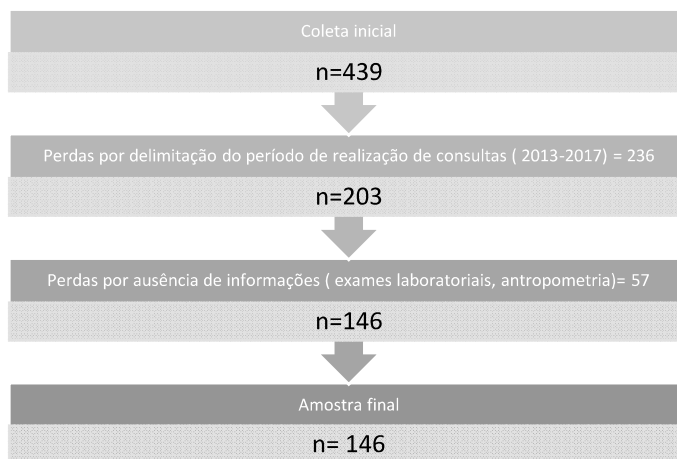 Coleta inicial
n=439
Perdas por delimitação do período de realização de consultas ( 2013-2017) = 236
n=203
Perdas por ausência de informações ( exames laboratoriais, antropometria)= 57
n=146
Amostra final
n= 146